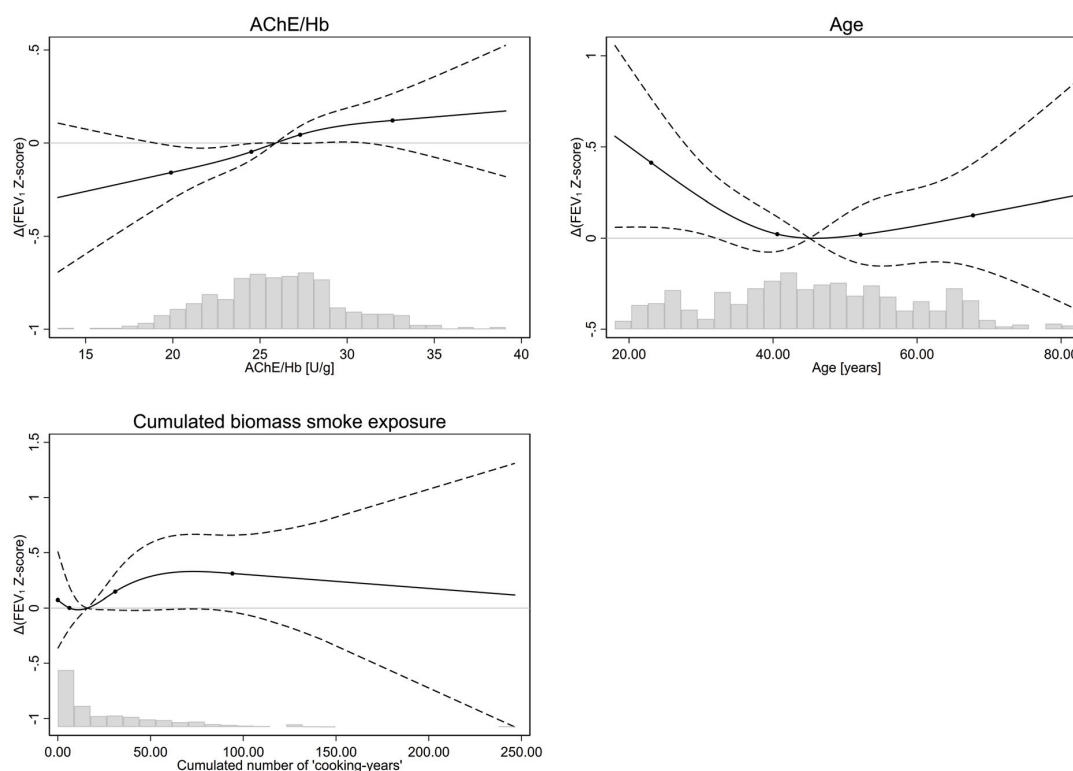 AChE/Hb
Δ(FEV₁ Z-score)
.5
0
-.5
-1
15 20 25 30 35 40
AChE/Hb [U/g]
Age
Δ(FEV₁ Z-score)
1
.5
0
-.5
20.00 40.00 60.00 80.00
Age [years]
Cumulated biomass smoke exposure
Δ(FEV₁ Z-score)
1.5
1
.5
0
-.5
-1
0.00 50.00 100.00 150.00 200.00 250.00
Cumulated number of 'cooking-years'